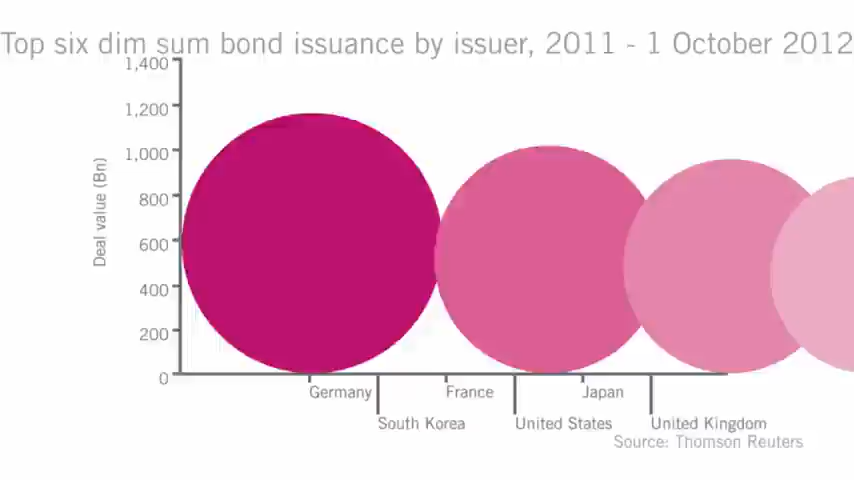 Top six dim sum bond issuance by issuer, 2011 - 1 October 2012
1,400
1,200
1,000
800
600
400
200
0
Deal value (Bn)
Germany
France
Japan
South Korea
United States
United Kingdom
Source: Thomson Reuters